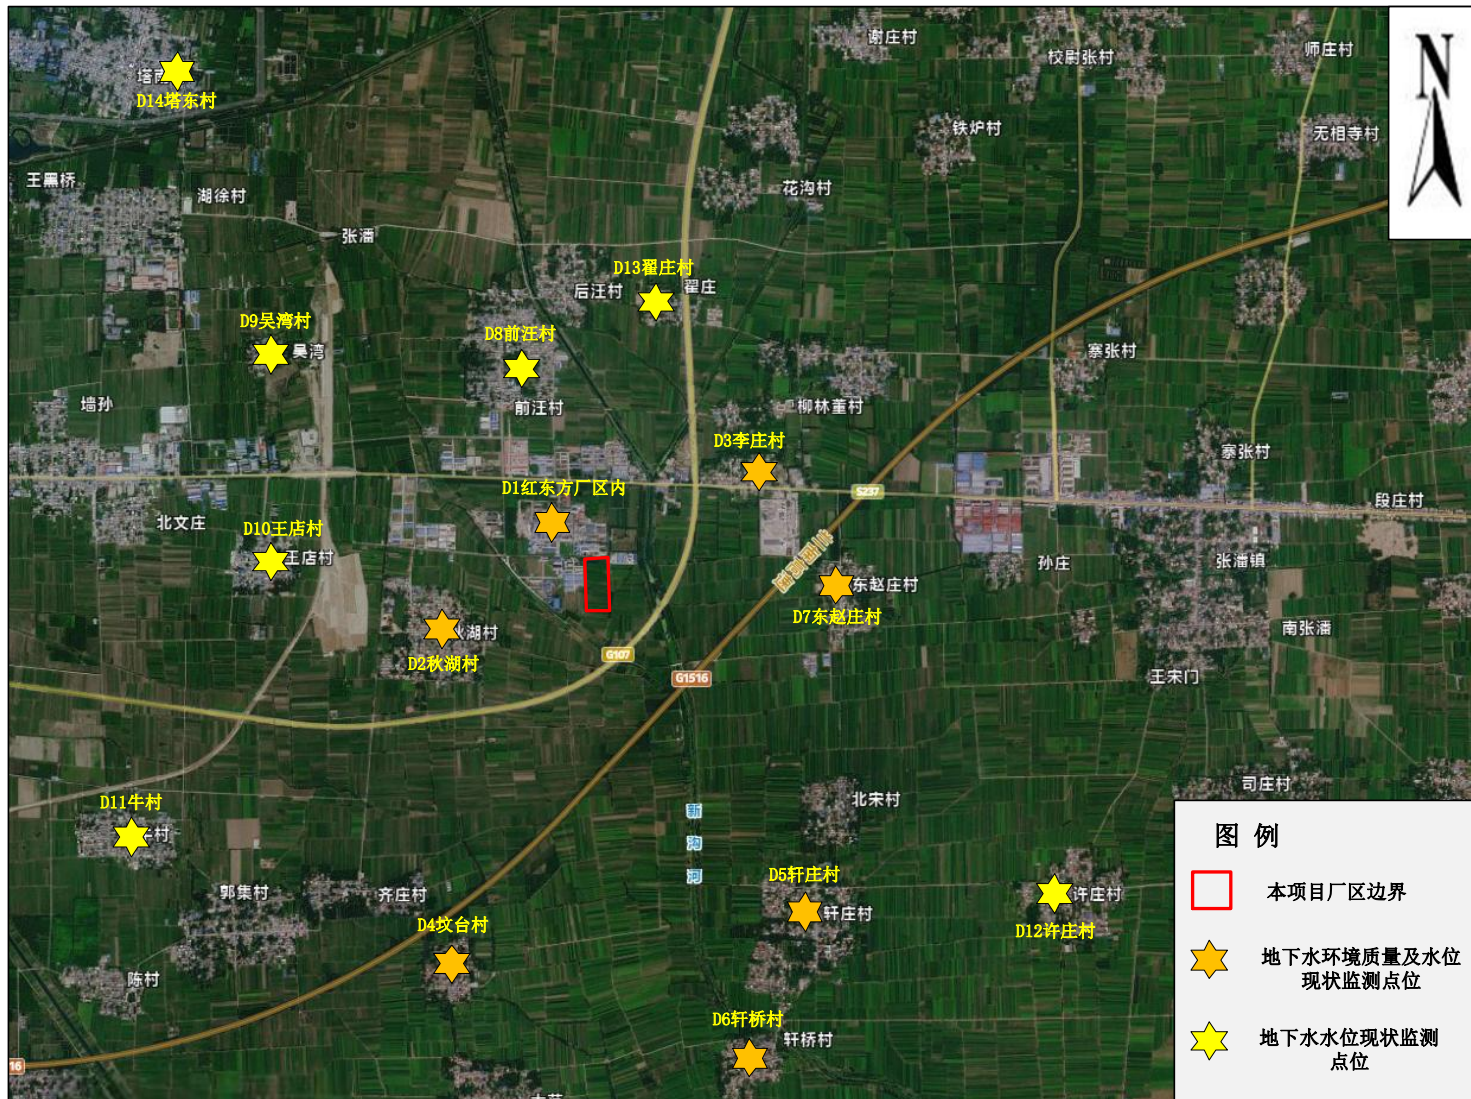 谢庄村
校尉张村
师庄村
N
D14塔东村
铁炉村
无相寺村
王黑桥
湖徐村
花沟村
张潘
D13翟庄村
后汪村
翟庄
D9吴湾村
吴湾
D8前汪村
寨张村
墙孙
前汪村
柳林董村
D3李庄村
寨张村
D1红东方厂区内
S237
段庄村
北文庄
D10王店村
王店村
孙庄
张潘镇
东赵庄村
D7东赵庄村
南张潘
湖村
D2秋湖村
G107
G1516
王宋门
司庄村
北宋村
D11牛村
村
新沟河
郭集村
齐庄村
D5轩庄村
轩庄村
许庄村
D12许庄村
D4坟台村
陈村
D6轩桥村
轩桥村
16
图 例
本项目厂区边界
地下水环境质量及水位
现状监测点位
地下水水位现状监测
点位